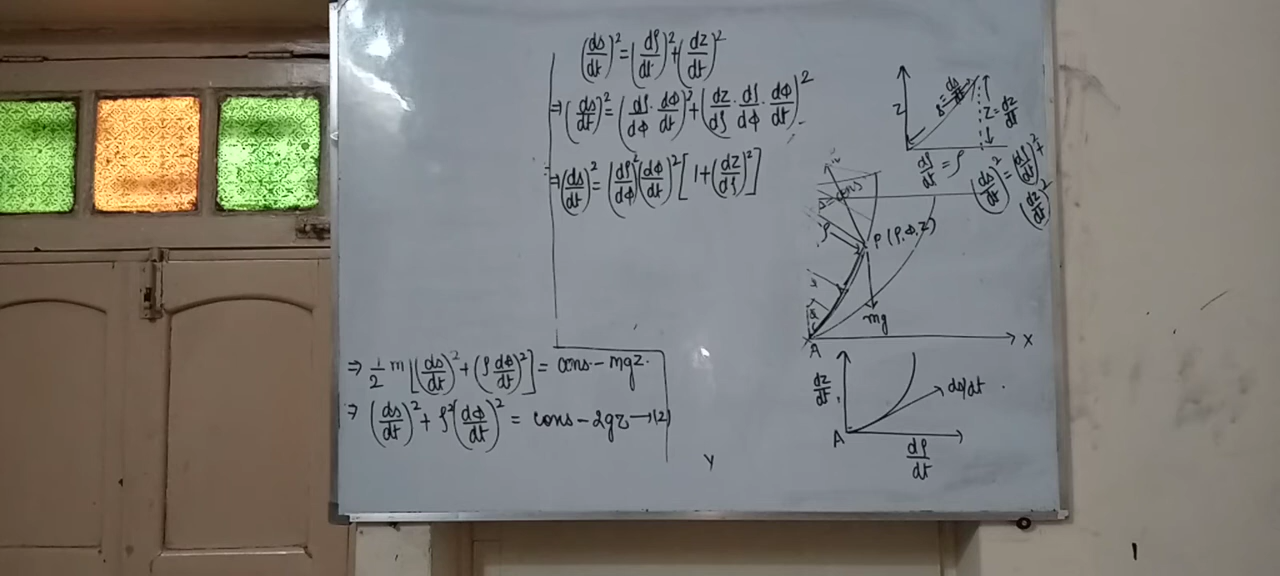 (ds/dt)² = (dρ/dt)² + (dz/dt)²
⇒ (ds/dt)² = (dρ/dΦ · dΦ/dt)² + (dz/dρ · dρ/dΦ · dΦ/dt)²
⇒ (ds/dt)² = (dρ/dΦ)² (dΦ/dt)² [1 + (dz/dρ)²]
⇒ 1/2 m [(ds/dt)² + (ρ dΦ/dt)²] = cons - mgz.
⇒ (ds/dt)² + ρ² (dΦ/dt)² = cons - 2gz → (2)
Y
Z
z = dz/dt
dρ/dt = ρ
(ds/dt)² = (dρ/dt)² + (dz/dt)²
P (ρ, Φ, Z)
mg
A
X
dz/dt
ds/dt
A
dρ/dt